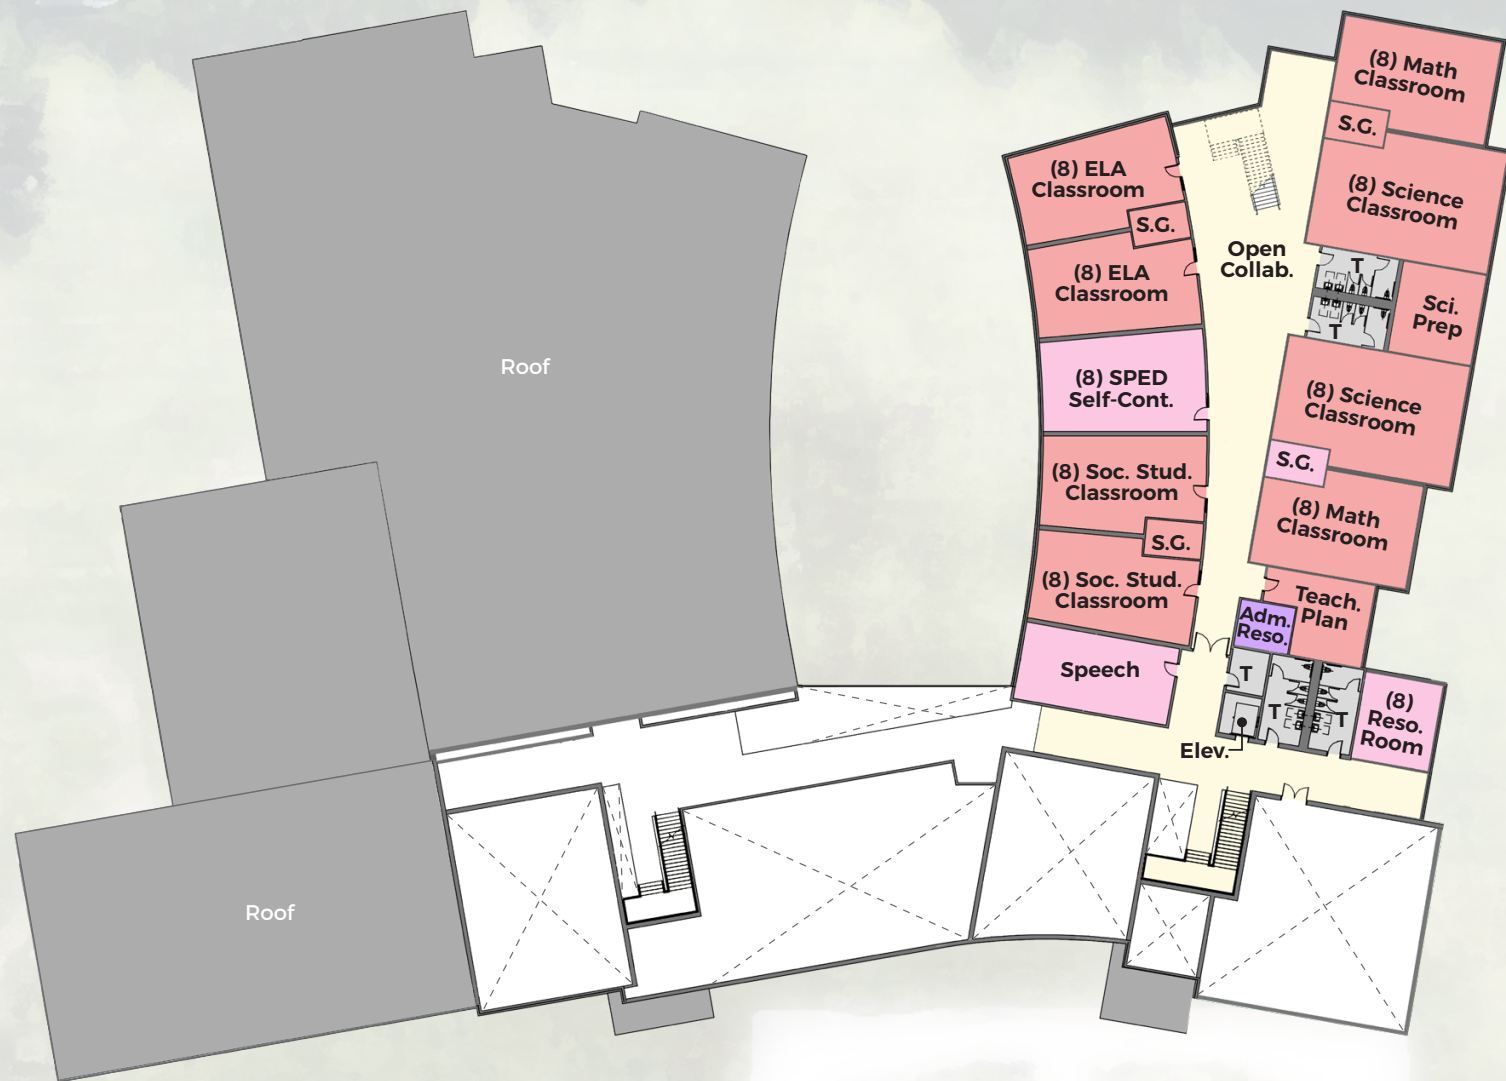 (8) Math
Classroom
S.G.
(8) Science
Classroom
(8) ELA
Classroom
S.G.
(8) ELA
Classroom
Open
Collab.
T
T
Sci.
Prep
Roof
(8) SPED
Self-Cont.
(8) Science
Classroom
S.G.
(8) Soc. Stud.
Classroom
(8) Math
Classroom
S.G.
(8) Soc. Stud.
Classroom
Teach.
Plan
Adm.
Reso.
Speech
T
T
T
(8)
Reso.
Room
Elev.
Roof